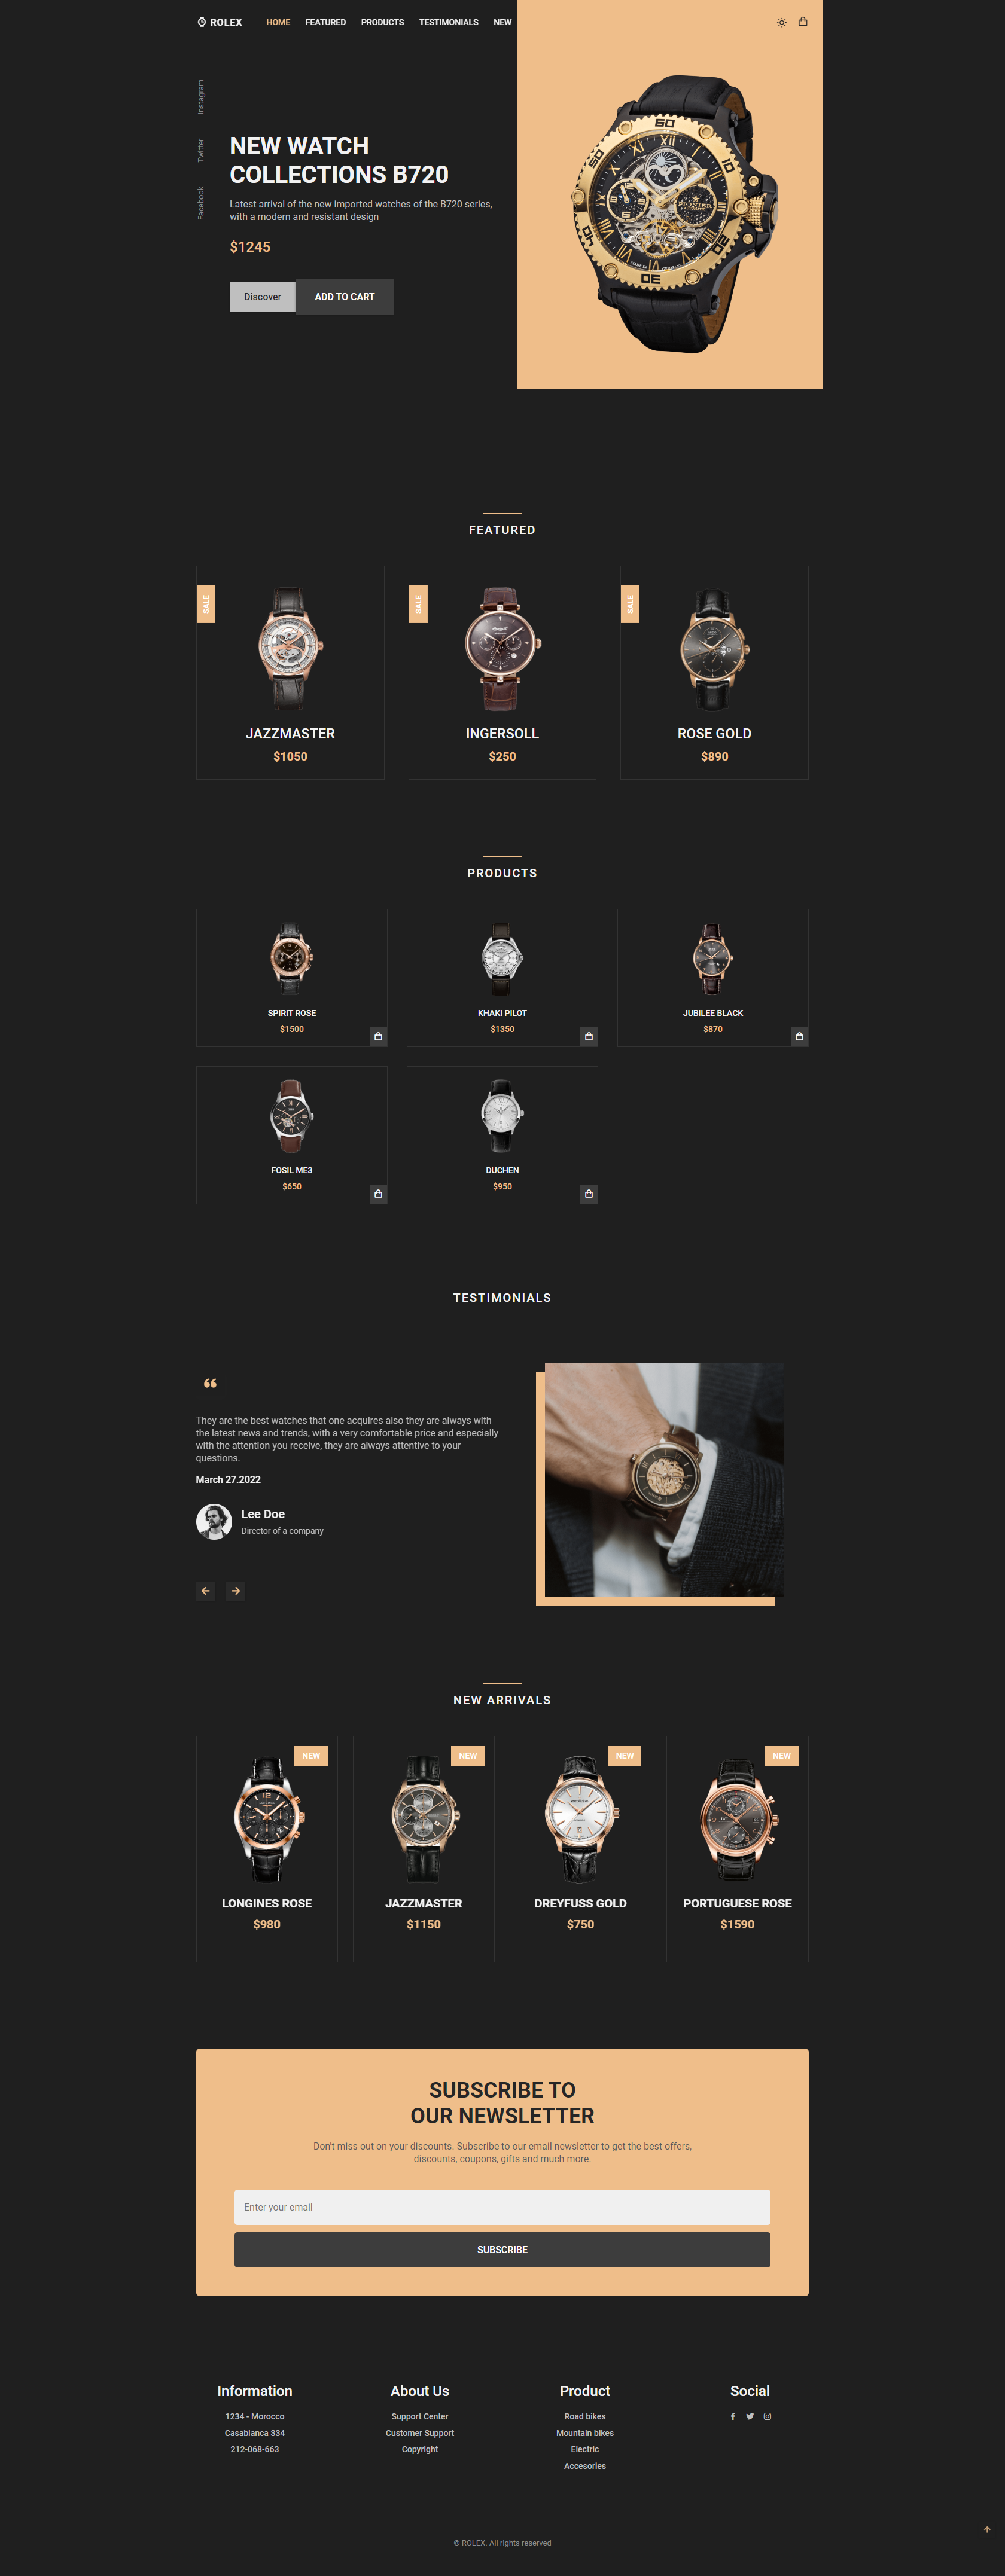 ROLEX
HOME FEATURED PRODUCTS TESTIMONIALS NEW
Instagram
Twitter
Facebook
NEW WATCH
COLLECTIONS B720
Latest arrival of the new imported watches of the B720 series,
with a modern and resistant design
$1245
Discover ADD TO CART
60
10
20
30
40
50
XII
PIONIER
FEATURED
SALE
JAZZMASTER
$1050
SALE
INGERSOLL
$250
SALE
ROSE GOLD
$890
PRODUCTS
SPIRIT ROSE
$1500
KHAKI PILOT
$1350
JUBILEE BLACK
$870
FOSIL ME3
$650
DUCHEN
$950
TESTIMONIALS
“
They are the best watches that one acquires also they are always with
the latest news and trends, with a very comfortable price and especially
with the attention you receive, they are always attentive to your
questions.
March 27.2022
Lee Doe
Director of a company
NEW ARRIVALS
NEW
LONGINES ROSE
$980
NEW
JAZZMASTER
$1150
NEW
DREYFUSS GOLD
$750
NEW
PORTUGUESE ROSE
$1590
SUBSCRIBE TO
OUR NEWSLETTER
Don't miss out on your discounts. Subscribe to our email newsletter to get the best offers,
discounts, coupons, gifts and much more.
Enter your email
SUBSCRIBE
Information
1234 - Morocco
Casablanca 334
212-068-663
About Us
Support Center
Customer Support
Copyright
Product
Road bikes
Mountain bikes
Electric
Accesories
Social
© ROLEX. All rights reserved